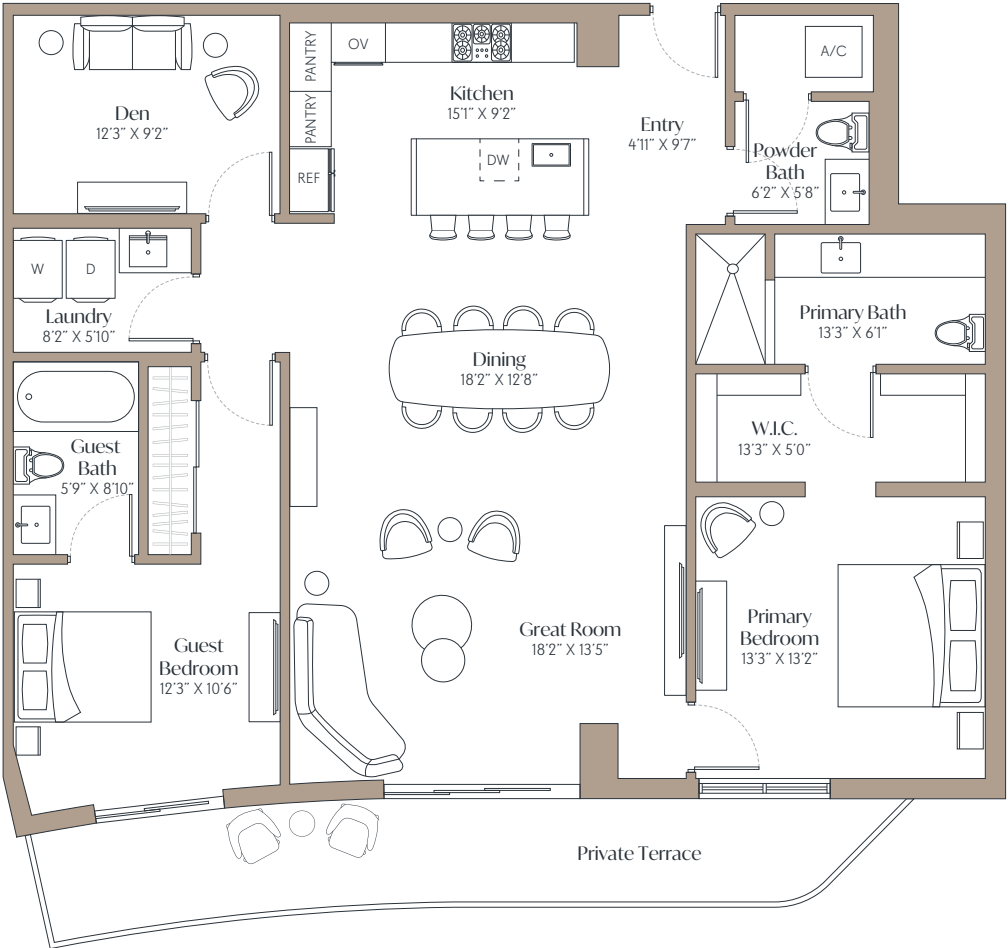 PANTRY
OV
A/C
Kitchen
15'1" X 9'2"
Den
12'3" X 9'2"
PANTRY
Entry
4'11" X 9'7"
DW
Powder
Bath
6'2" X 5'8"
REF
W
D
Laundry
8'2" X 5'10"
Primary Bath
13'3" X 6'1"
Dining
18'2" X 12'8"
W.I.C.
13'3" X 5'0"
Guest
Bath
5'9" X 8'10"
Great Room
18'2" X 13'5"
Primary
Bedroom
13'3" X 13'2"
Guest
Bedroom
12'3" X 10'6"
Private Terrace